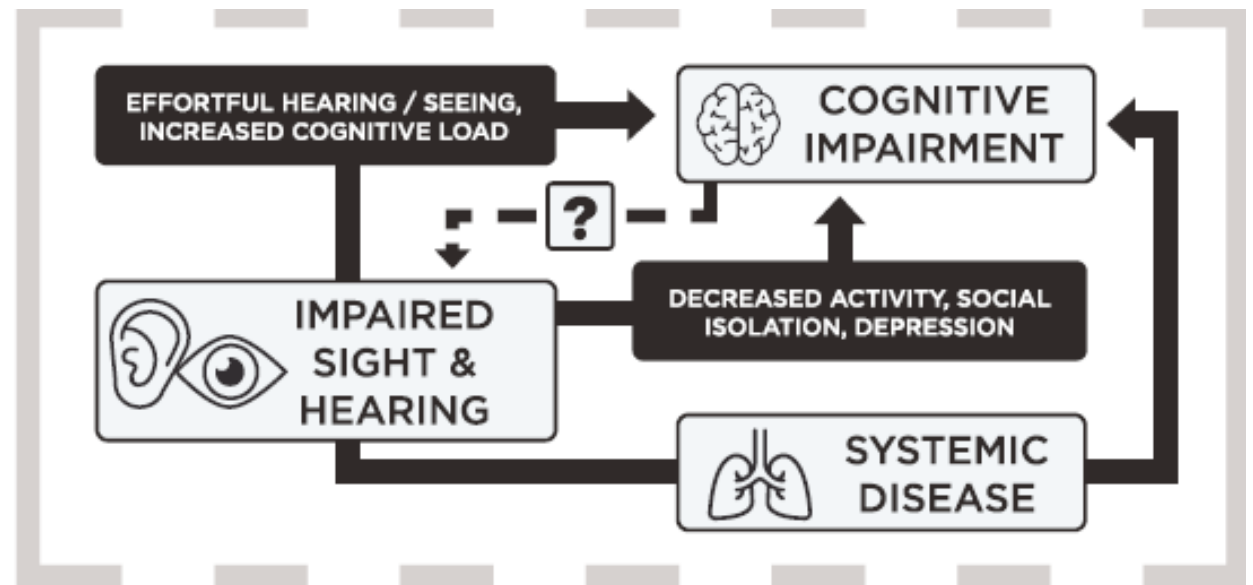 EFFORTFUL HEARING / SEEING,
INCREASED COGNITIVE LOAD
COGNITIVE
IMPAIRMENT
?
IMPAIRED
SIGHT &
HEARING
DECREASED ACTIVITY, SOCIAL
ISOLATION, DEPRESSION
SYSTEMIC
DISEASE